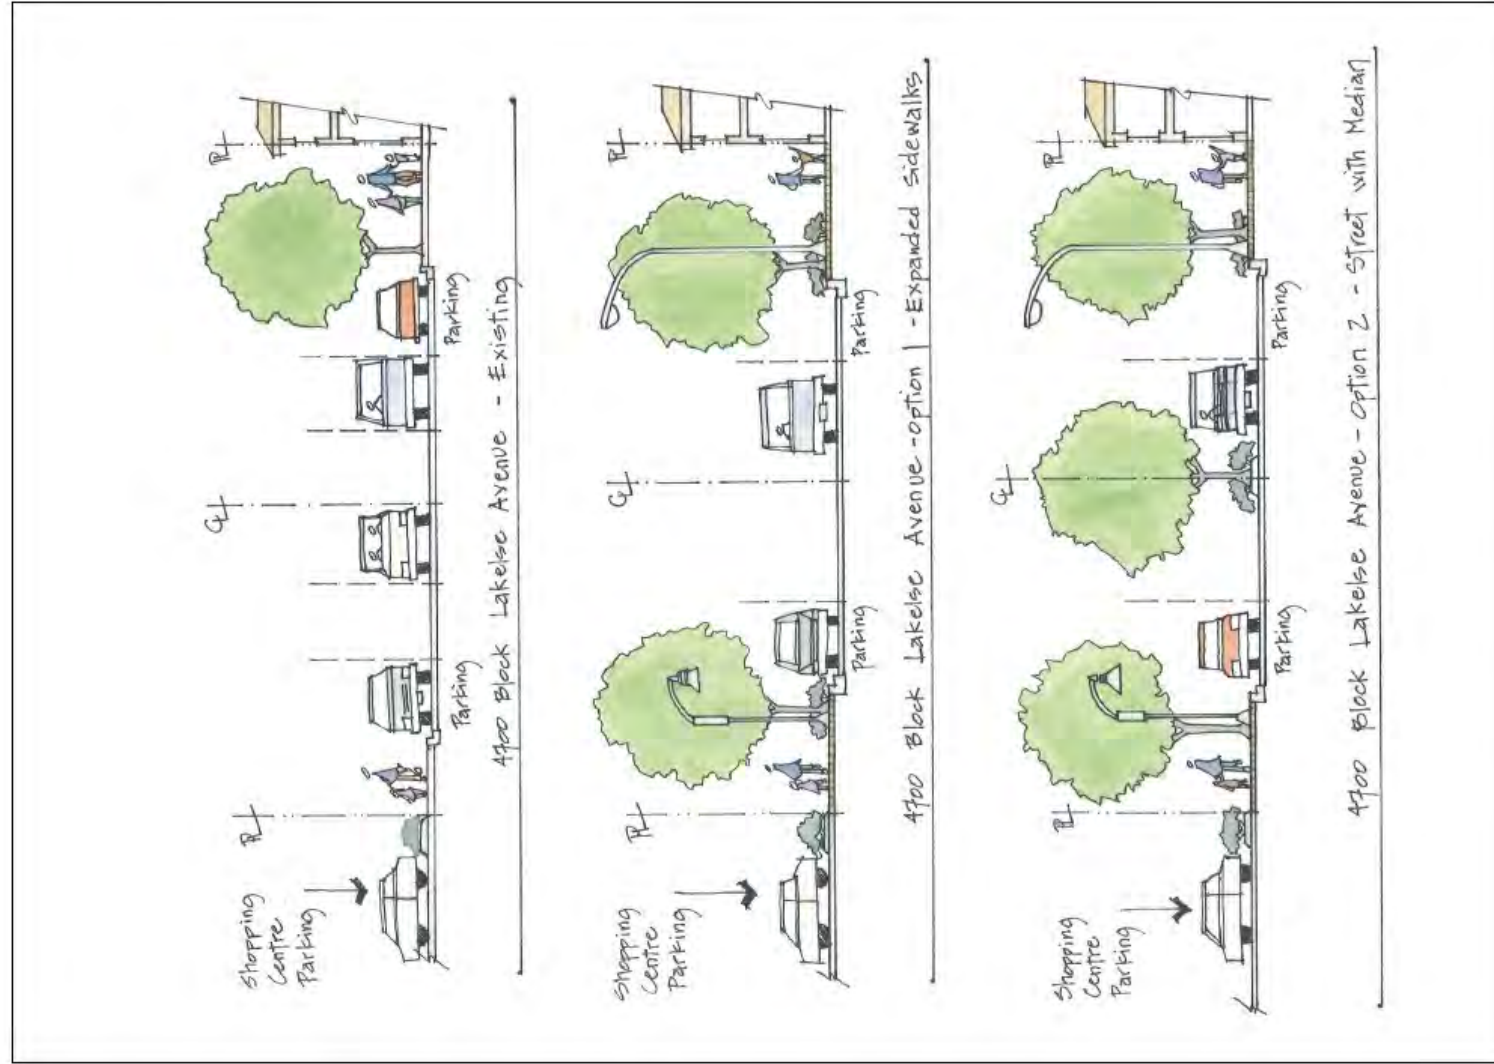 Shopping
Centre
Parking
PL
CL
PL
Parking
Parking
4700 Block Lakelse Avenue - Existing
Shopping
Centre
Parking
PL
CL
PL
Parking
Parking
4700 Block Lakelse Avenue - Option 1 - Expanded Sidewalks
Shopping
Centre
Parking
PL
CL
PL
Parking
Parking
4700 Block Lakelse Avenue - Option 2 - Street with Median